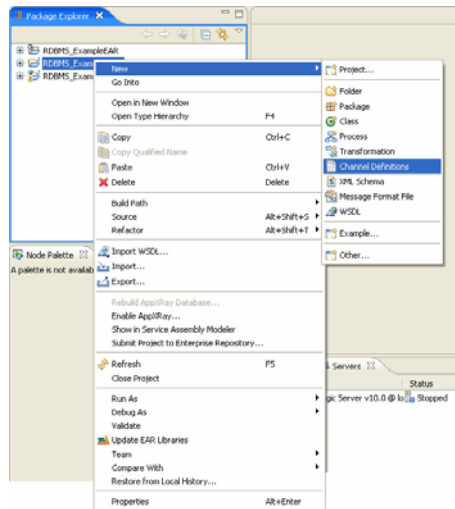 Package Explorer
RDBMS_ExampleEAR
RDBMS_Exam
RDBMS_Exam
New
Go Into
Open in New Window
Open Type Hierarchy F4
Copy Ctrl+C
Copy Qualified Name
Paste Ctrl+V
Delete Delete
Build Path
Source Alt+Shift+S
Refactor Alt+Shift+T
Import WSDL...
Import...
Export...
Rebuild AppXRay Database...
Enable AppXRay...
Show in Service Assembly Modeler
Submit Project to Enterprise Repository...
Refresh F5
Close Project
Run As
Debug As
Validate
Update EAR Libraries
Team
Compare With
Restore from Local History...
Properties Alt+Enter
Project...
Folder
Package
Class
Process
Transformation
Channel Definitions
XML Schema
Message Format File
WSDL
Example...
Other...
Node Palette
A palette is not availab
Servers
Status
gic Server v10.0 @ lo Stopped